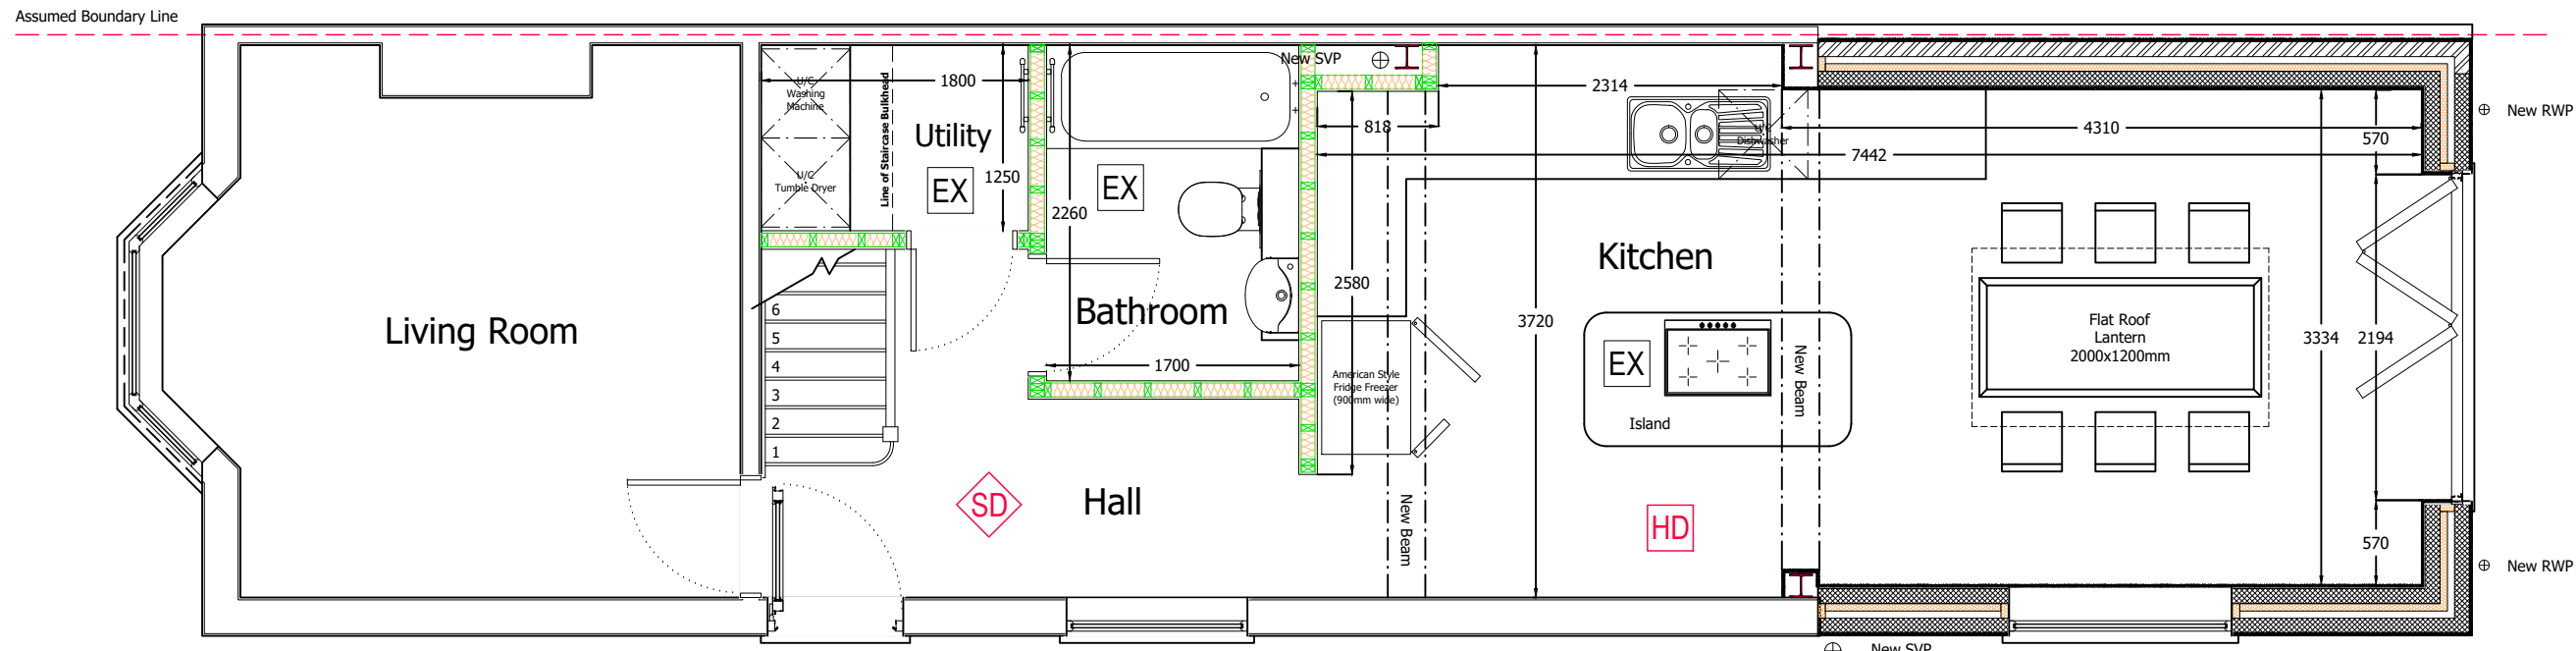 Assumed Boundary Line
New SVP
U/C
Washing
Machine
1800
Line of Staircase Bulkhead
Utility
EX
1250
U/C
Tumble Dryer
2260
EX
818
2314
U/C
Dishwasher
4310
7442
570
New RWP
Living Room
6
5
4
3
2
1
Bathroom
1700
2580
American Style
Fridge Freezer
(900mm wide)
3720
Kitchen
EX
Island
New Beam
Flat Roof
Lantern
2000x1200mm
3334
2194
SD
Hall
New Beam
HD
570
New RWP
New SVP